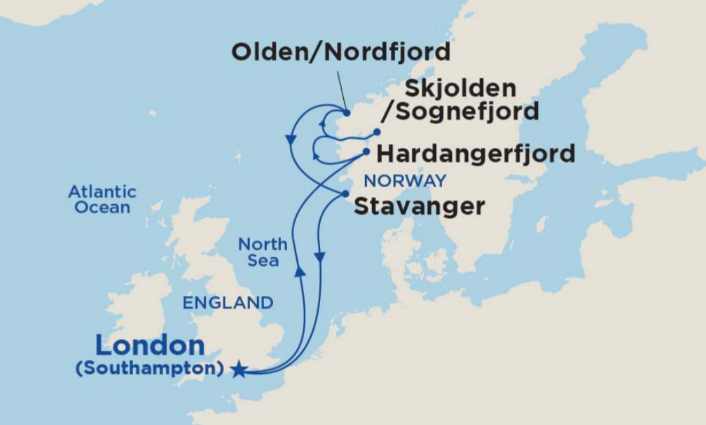 Olden/Nordfjord
Skjolden
/Sognefjord
Hardangerfjord
NORWAY
Stavanger
Atlantic
Ocean
North
Sea
ENGLAND
London
(Southampton)